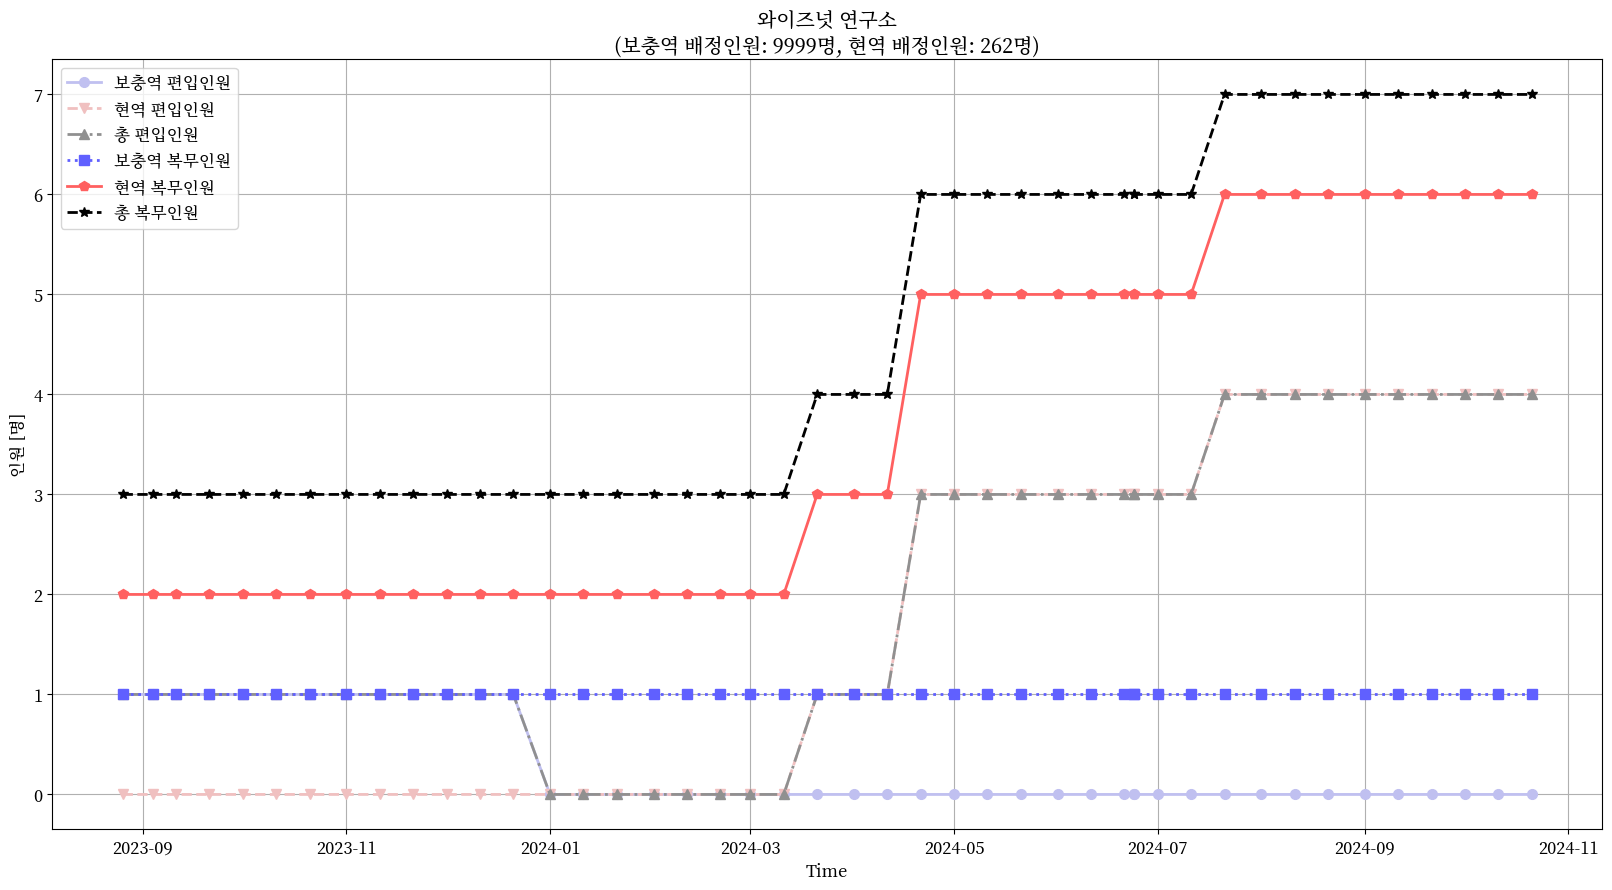 와이즈넛 연구소
(보충역 배정인원: 9999명, 현역 배정인원: 262명)
보충역 편입인원
현역 편입인원
총 편입인원
보충역 복무인원
현역 복무인원
총 복무인원
인원 [명]
7
6
5
4
3
2
1
0
2023-09 2023-11 2024-01 2024-03 2024-05 2024-07 2024-09 2024-11
Time